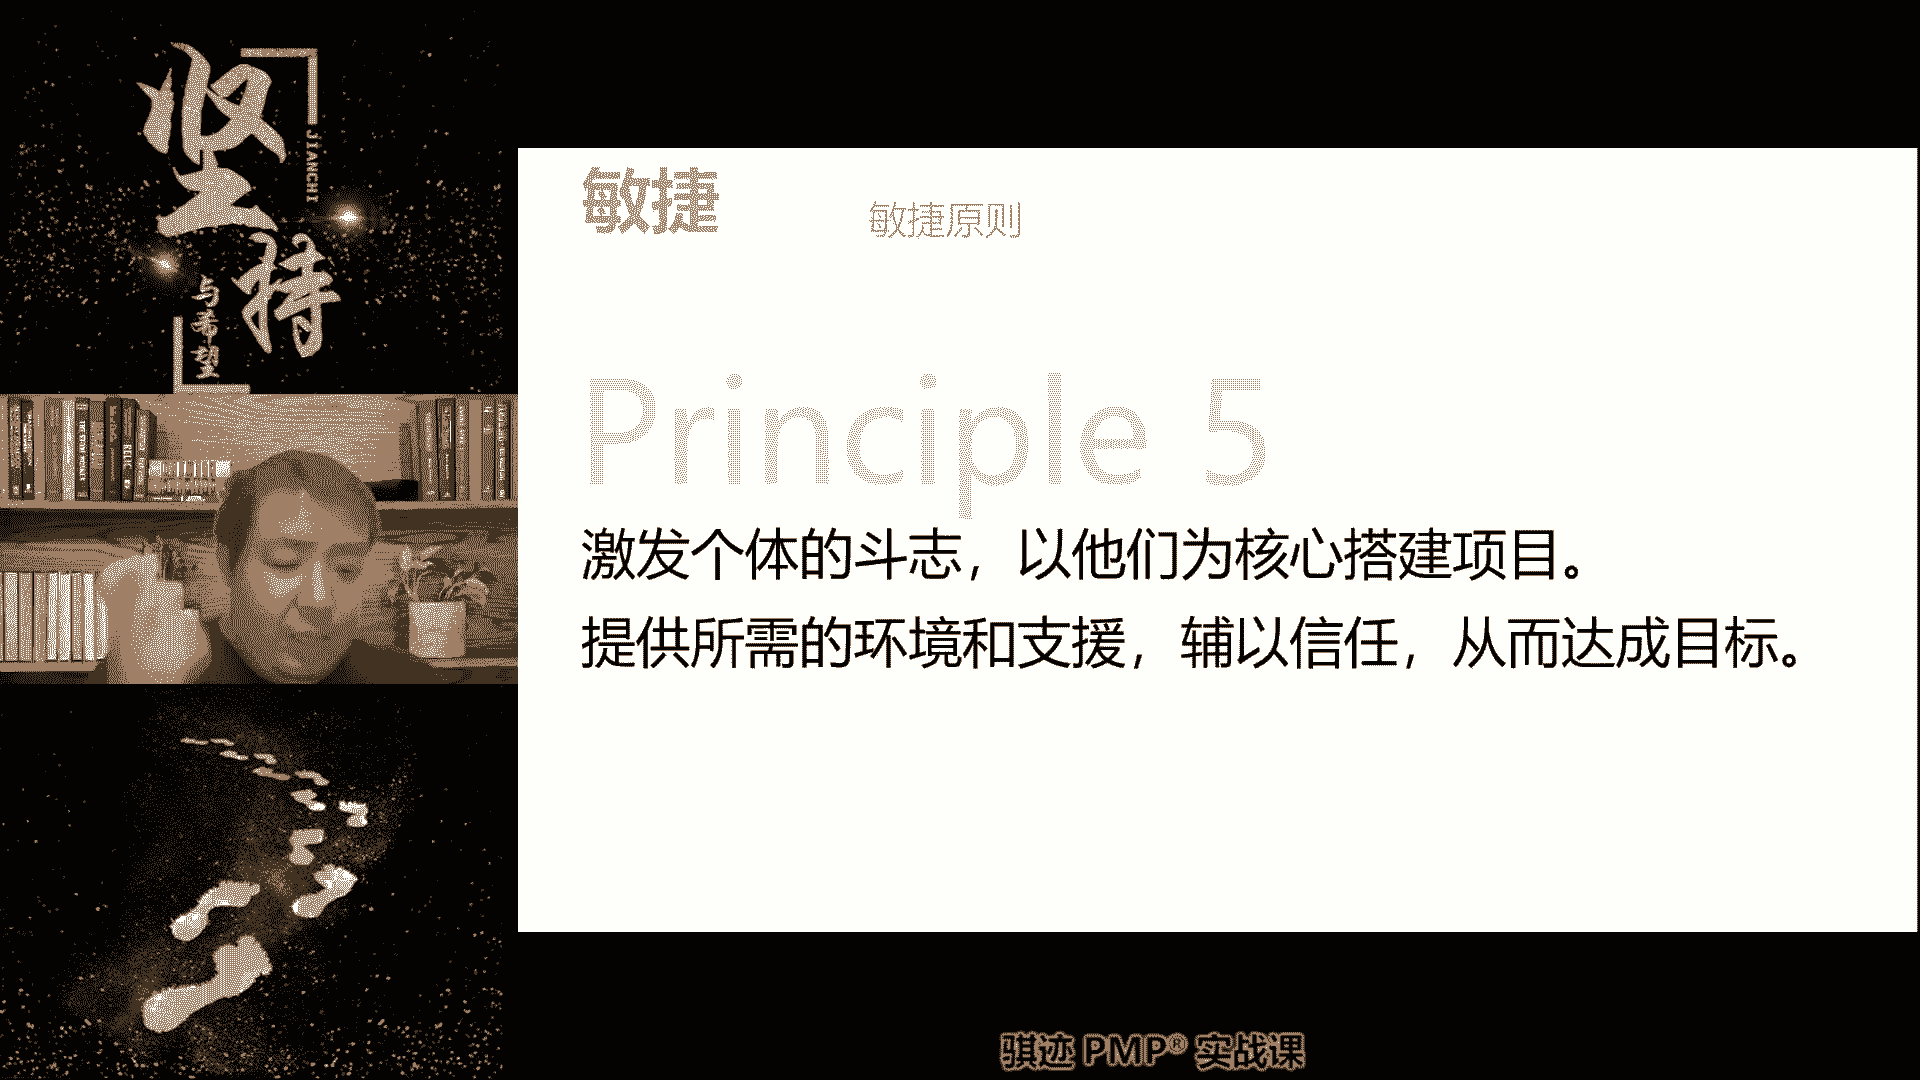 坚持
JIANCHI
与希望
敏捷
敏捷原则
Principle 5
激发个体的斗志，以他们为核心搭建项目。
提供所需的环境和支援，辅以信任，从而达成目标。
骐迹 PMP® 实战课